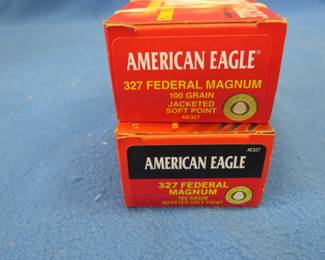 AMERICAN EAGLE®
327 FEDERAL MAGNUM
100 GRAIN
JACKETED
SOFT POINT
AE327
AE327
AMERICAN EAGLE
327 FEDERAL
MAGNUM
100 GRAIN
JACKETED SOFT POINT